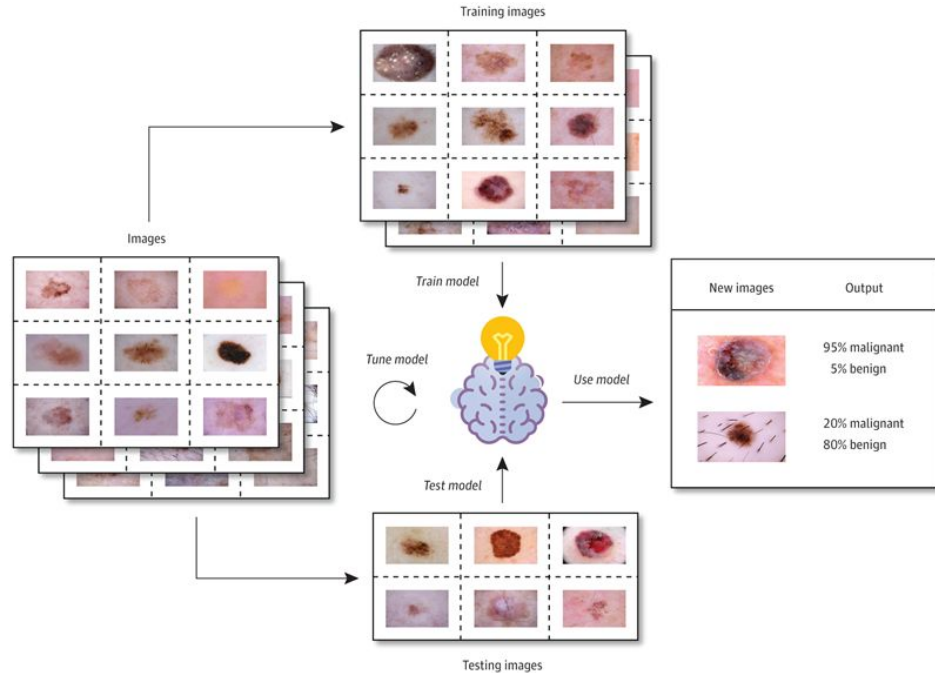 Training images
Images
Train model
Tune model
Use model
Test model
New images
Output
95% malignant
5% benign
20% malignant
80% benign
Testing images